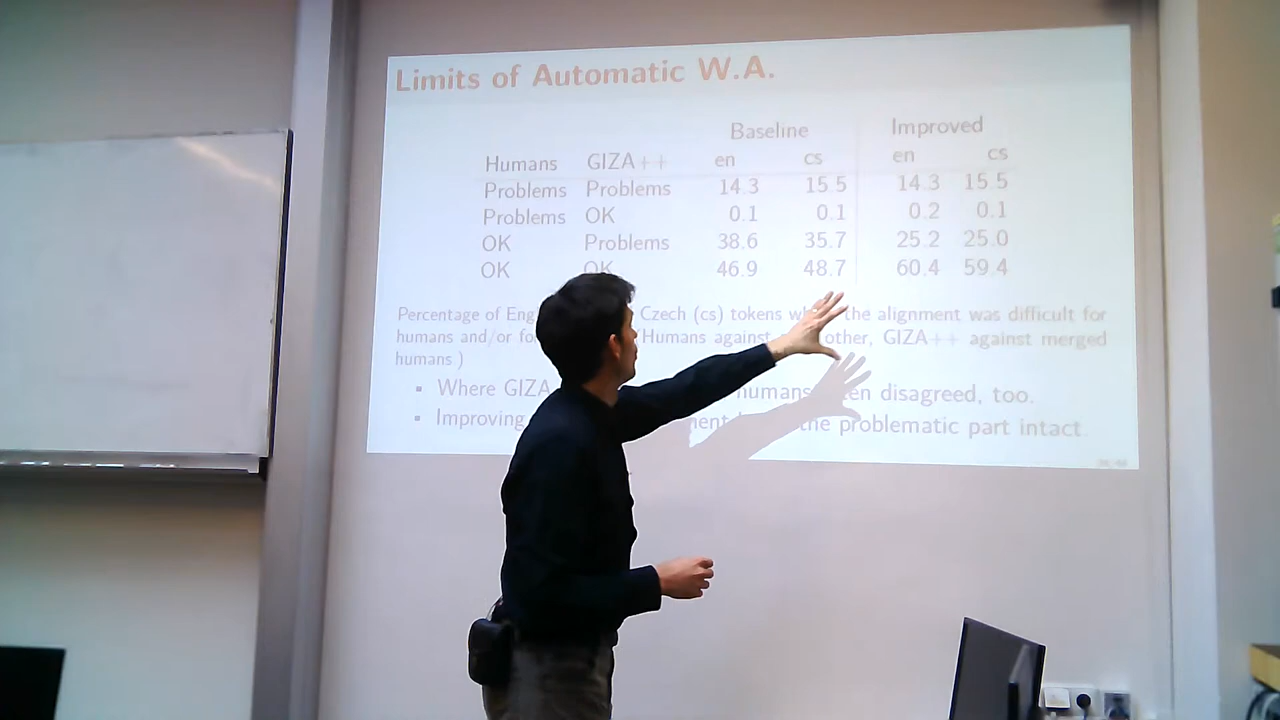 Limits of Automatic W.A.
Baseline Improved
Humans GIZA++ en cs en cs
Problems Problems 14.3 15.5 14.3 15.5
Problems OK 0.1 0.1 0.2 0.1
OK Problems 38.6 35.7 25.2 25.0
OK OK 46.9 48.7 60.4 59.4
Percentage of Eng Czech (cs) tokens the alignment was difficult for
humans and/or fo Humans against other, GIZA++ against merged
humans )
▪ Where GIZA humans disagreed, too.
▪ Improving the problematic part intact.